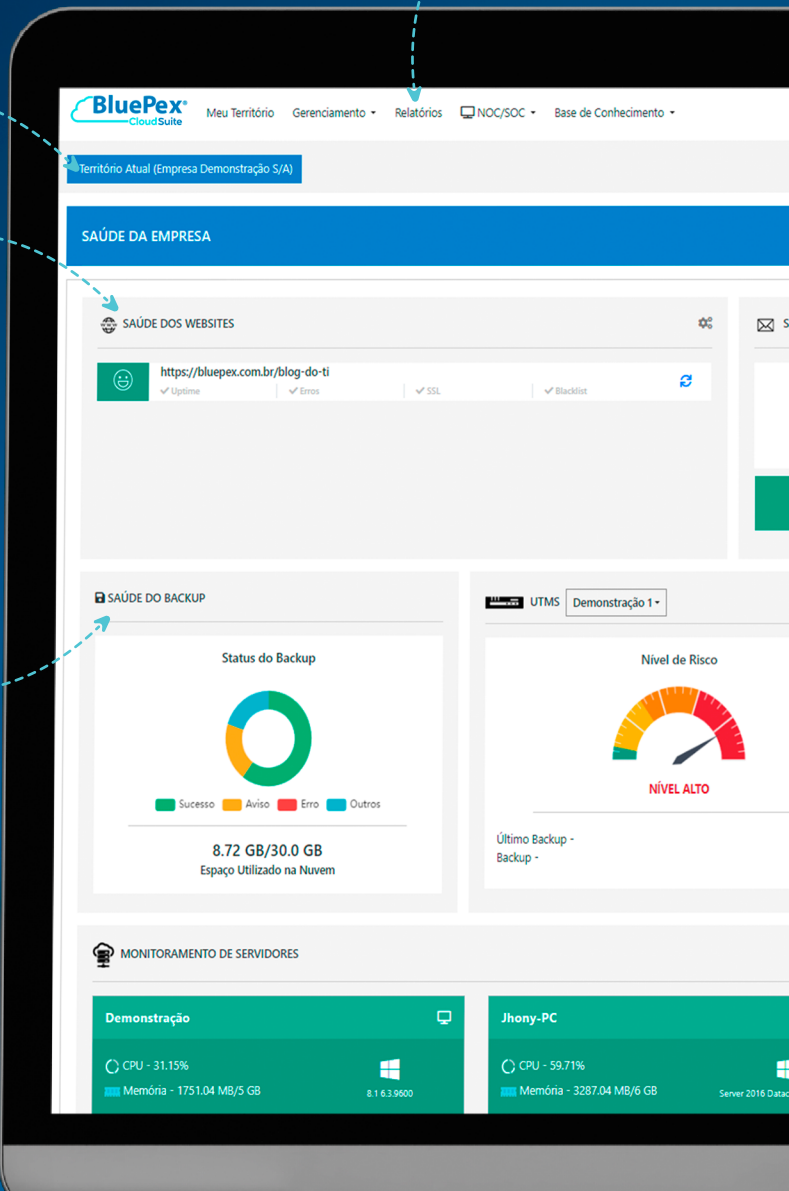 BluePex®
CloudSuite
Meu Território
Gerenciamento
Relatórios
NOC/SOC
Base de Conhecimento
Território Atual (Empresa Demonstração S/A)
SAÚDE DA EMPRESA
SAÚDE DOS WEBSITES
S
https://bluepex.com.br/blog-do-ti
Uptime
Erros
SSL
Blacklist
SAÚDE DO BACKUP
UTMS
Demonstração 1
Status do Backup
Sucesso Aviso Erro Outros
8.72 GB/30.0 GB
Espaço Utilizado na Nuvem
Nível de Risco
NÍVEL ALTO
Último Backup -
Backup -
MONITORAMENTO DE SERVIDORES
Demonstração
CPU - 31.15%
Memória - 1751.04 MB/5 GB
8.1 6.3.9600
Jhony-PC
CPU - 59.71%
Memória - 3287.04 MB/6 GB
Server 2016 Datac